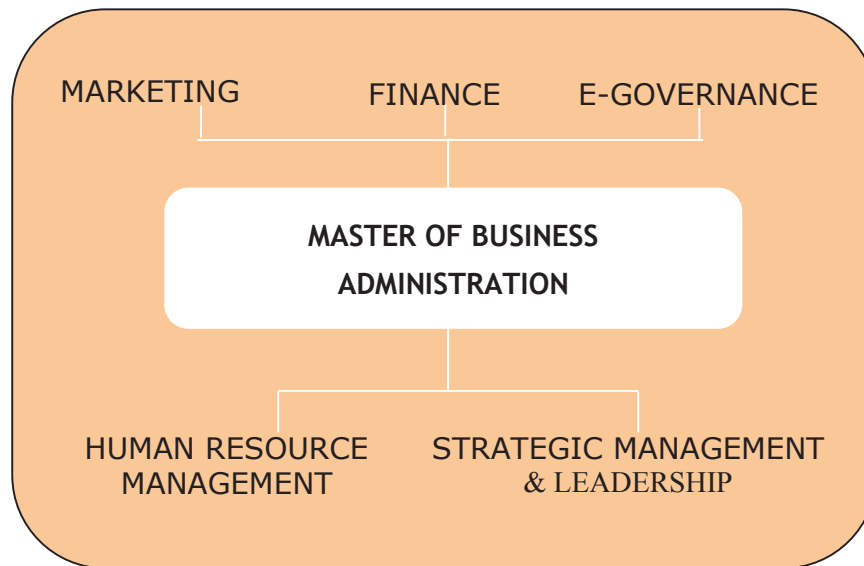 MARKETING
FINANCE
E-GOVERNANCE
MASTER OF BUSINESS
ADMINISTRATION
HUMAN RESOURCE
MANAGEMENT
STRATEGIC MANAGEMENT
& LEADERSHIP